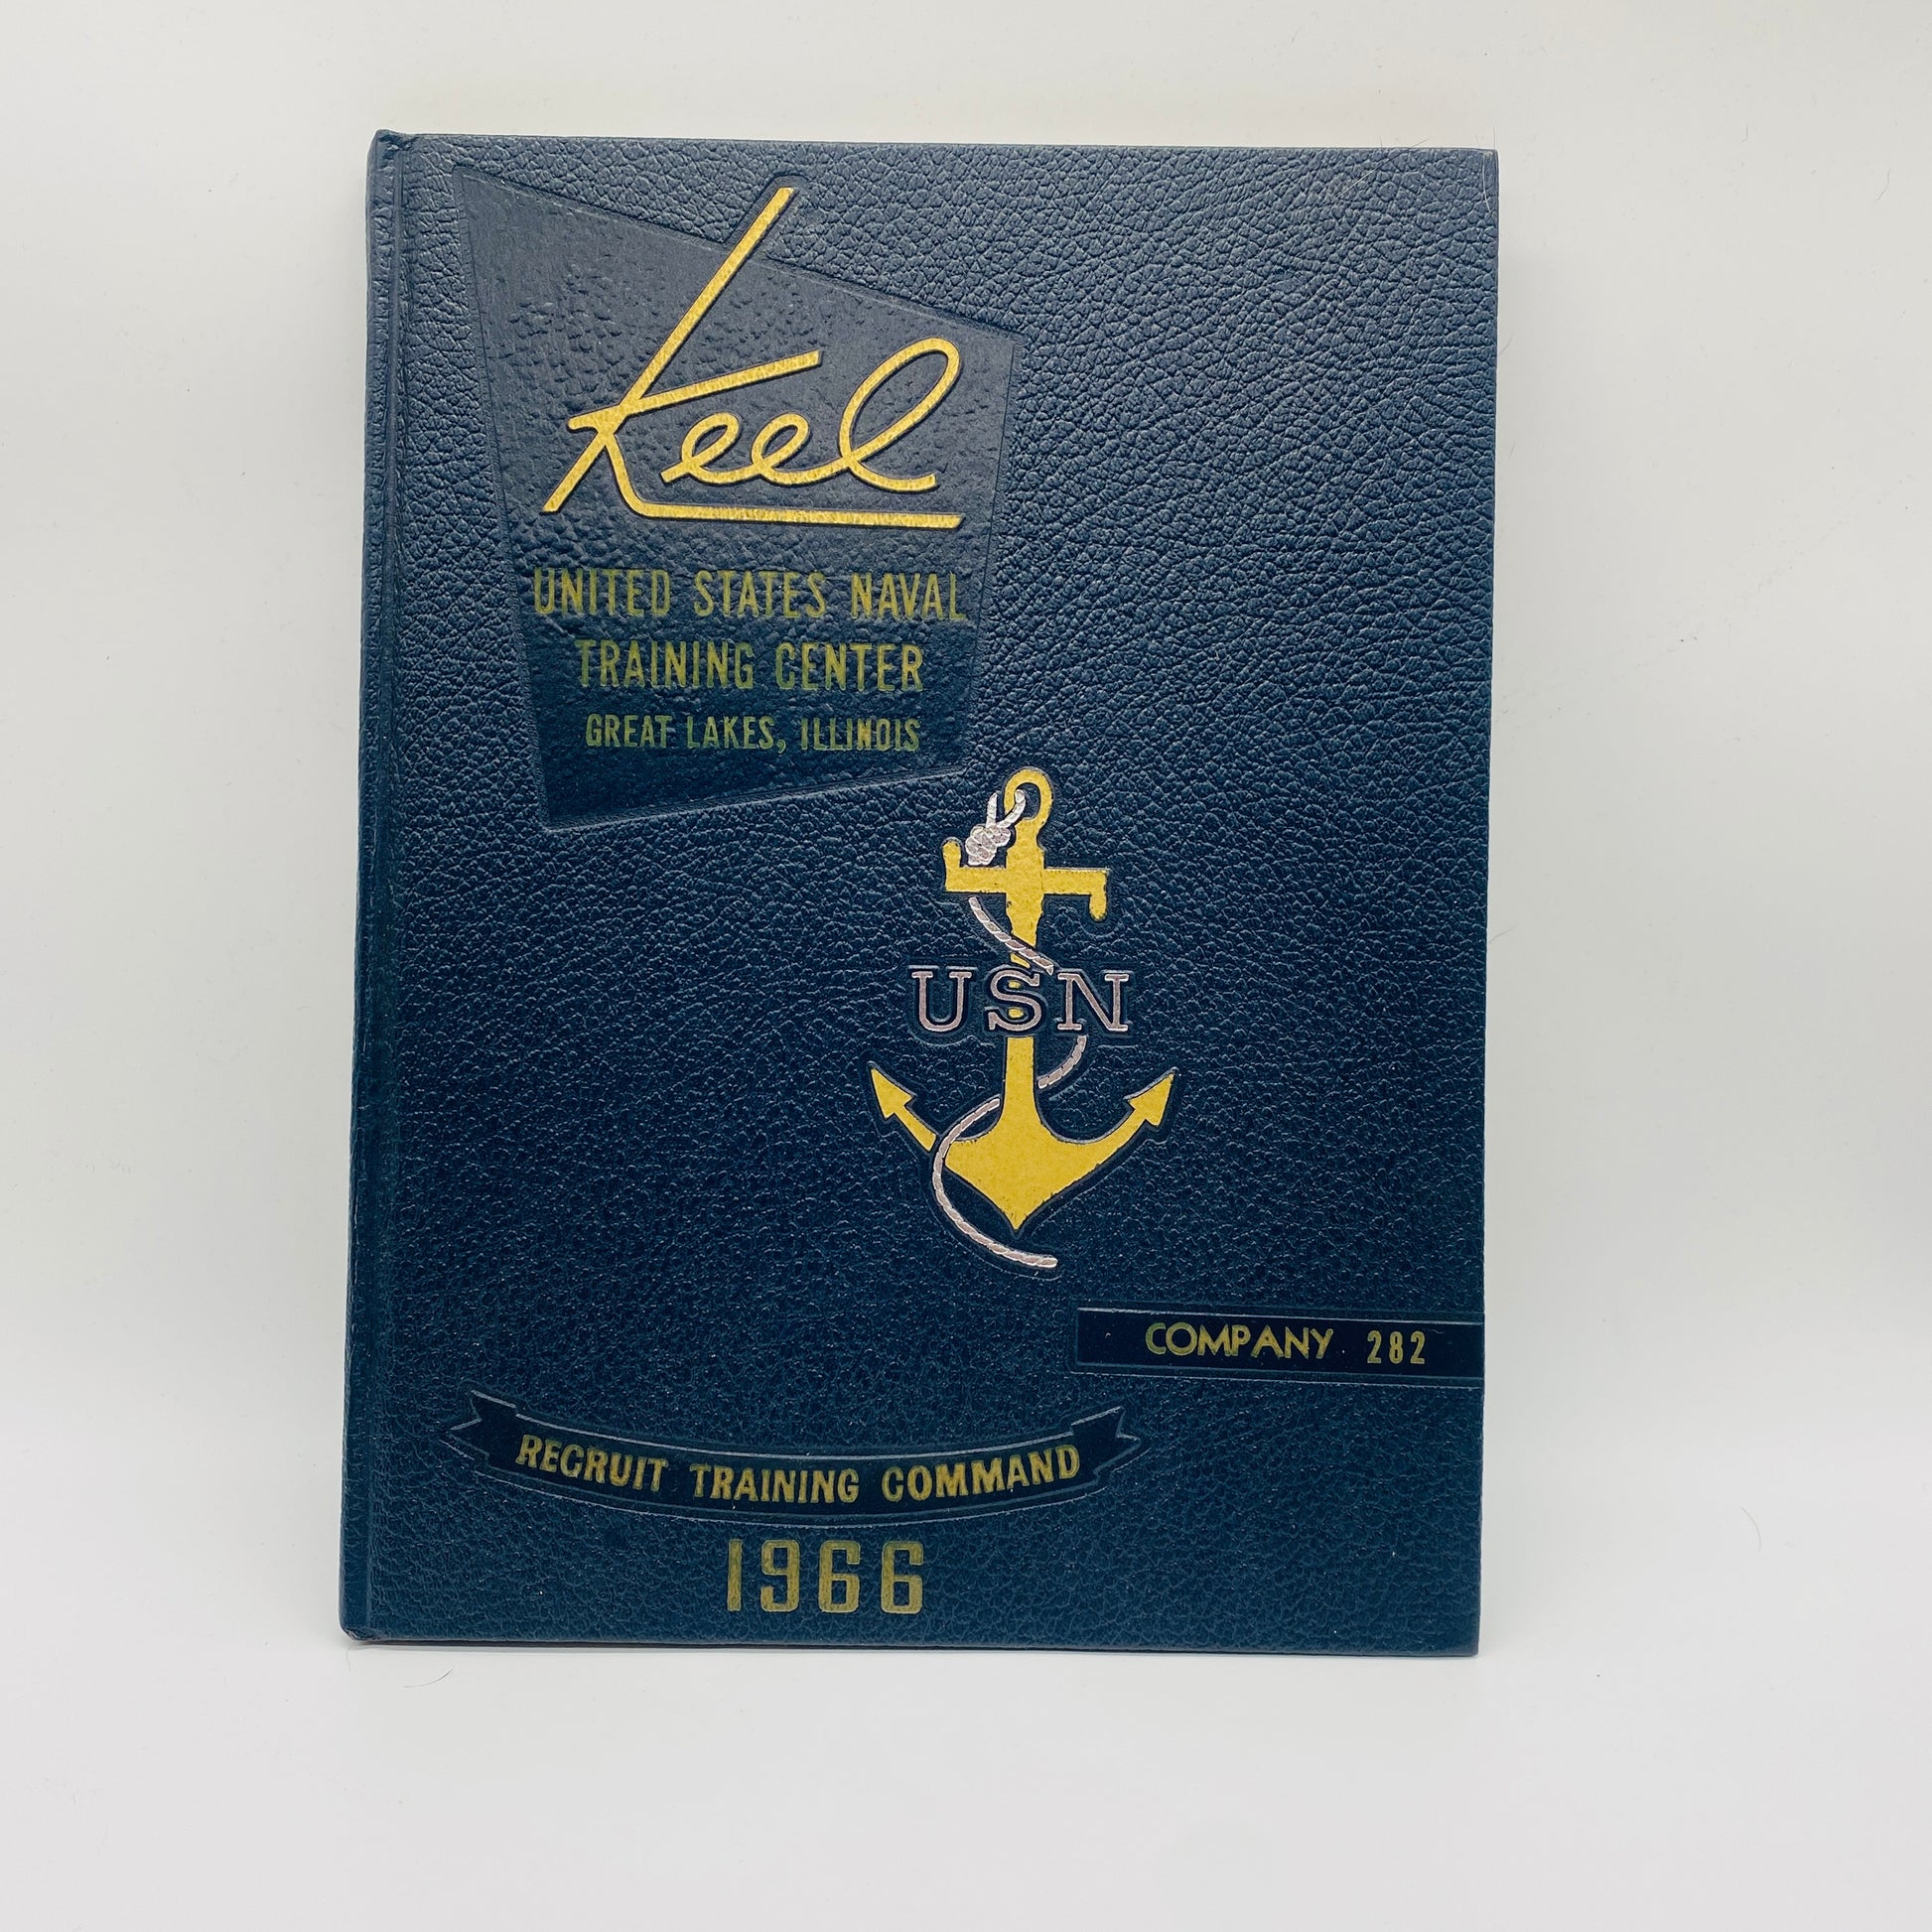 Keel
UNITED STATES NAVAL
TRAINING CENTER
GREAT LAKES, ILLINOIS
USN
COMPANY 282
RECRUIT TRAINING COMMAND
1966